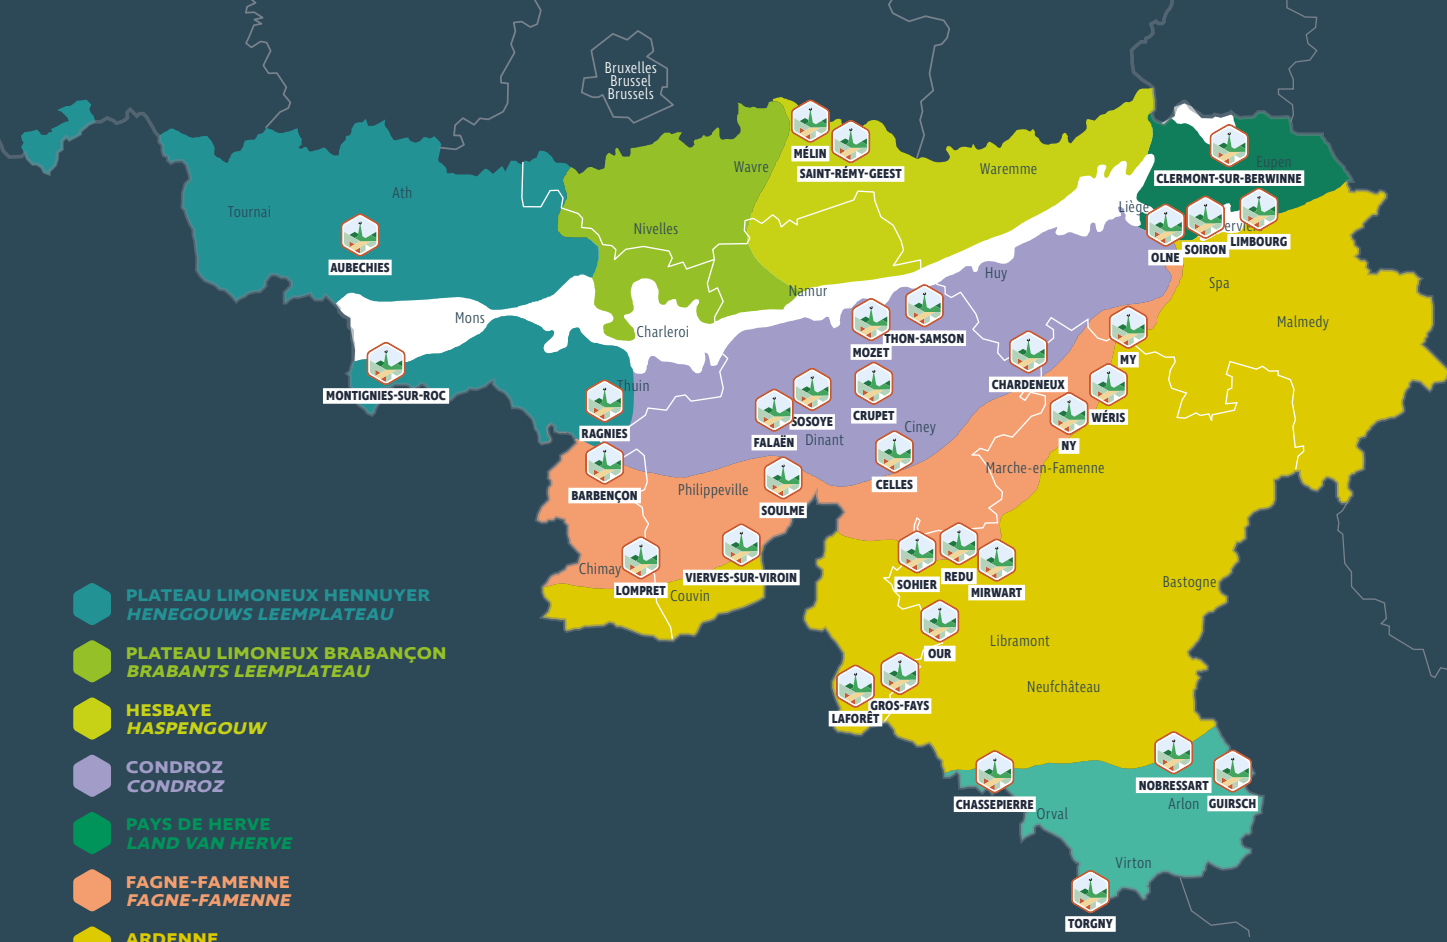 Bruxelles
Brussel
Brussels
MÉLIN
SAINT-RÉMY-GEEST
Wavre
Waremme
Eupen
CLERMONT-SUR-BERWINNE
Ath
Tournai
Nivelles
Liège
AUBECHIES
OLNE
SOIRON
LIMBOURG
Huy
Spa
Namur
Malmedy
Mons
Charleroi
MOZET
THON-SAMSON
MY
CHARDENEUX
MONTIGNIES-SUR-ROC
Thuin
RAGNIES
FALAËN
SOSOYE
CRUPET
WÉRIS
Dinant
Ciney
NY
Marche-en-Famenne
CELLES
BARBENÇON
Philippeville
SOULME
Chimay
LOMPRET
VIERVES-SUR-VIROIN
Couvin
SOHIER
REDU
MIRWART
Bastogne
OUR
Libramont
Neufchâteau
GROS-FAYS
LAFORÊT
NOBRESSART
CHASSEPIERRE
Arlon
GUIRSCH
Orval
Virton
TORGNY
PLATEAU LIMONEUX HENNUYER
HENEGOUWS LEEMPLATEAU
PLATEAU LIMONEUX BRABANÇON
BRABANTS LEEMPLATEAU
HESBAYE
HASPENGOUW
CONDROZ
CONDROZ
PAYS DE HERVE
LAND VAN HERVE
FAGNE-FAMENNE
FAGNE-FAMENNE
ARDENNE